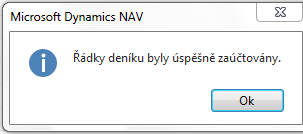 Microsoft Dynamics NAV
Řádky deníku byly úspěšně zaúčtovány.
Ok